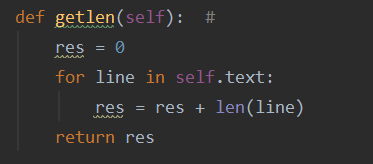 def getlen(self):  #
    res = 0
    for line in self.text:
        res = res + len(line)
    return res